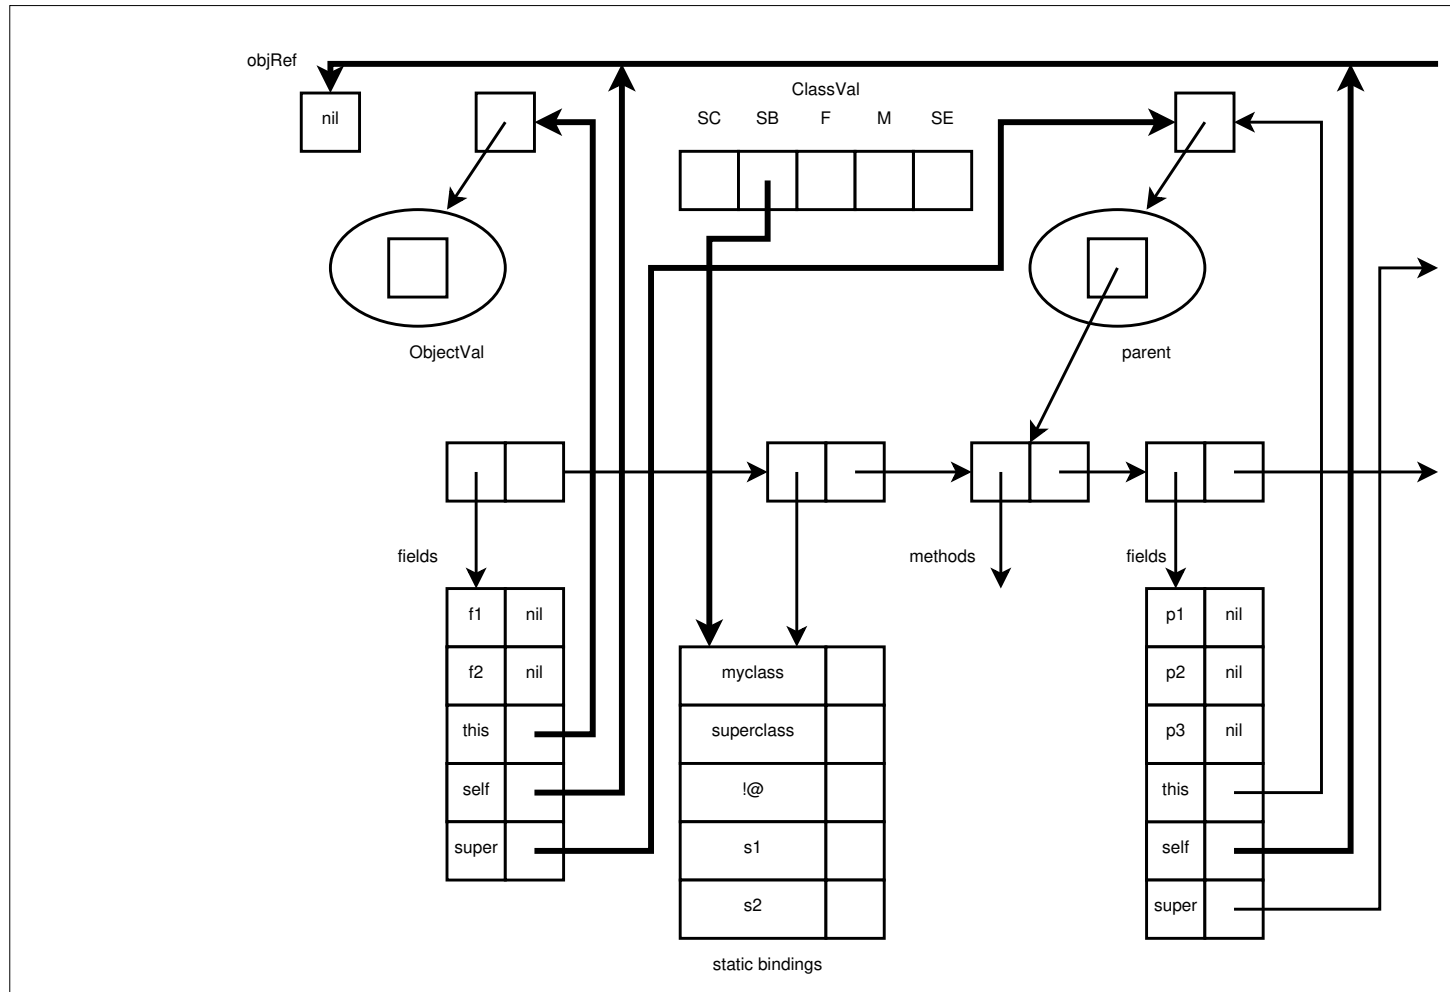 objRef
ClassVal
nil
SC SB F M SE
ObjectVal
parent
fields
methods
fields
f1 nil
f2 nil
this
self
super
myclass
superclass
!@
s1
s2
static bindings
p1 nil
p2 nil
p3 nil
this
self
super